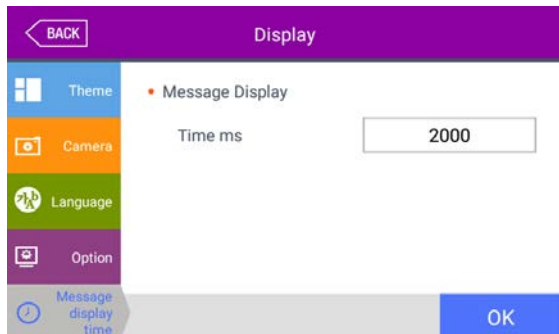 BACK
Display
Theme
Camera
Language
Option
Message
display
time
• Message Display
Time ms
2000
OK